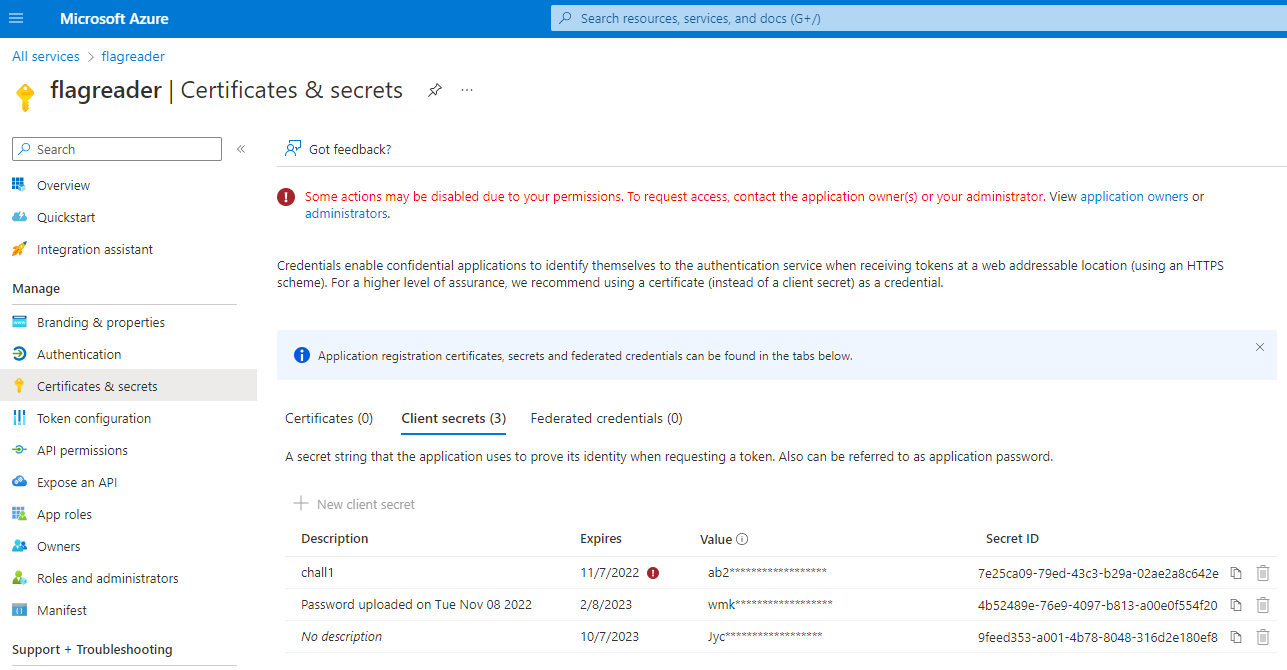 Microsoft Azure
Search resources, services, and docs (G+/)
All services > flagreader
flagreader | Certificates & secrets
Search
Got feedback?
Overview
Quickstart
Integration assistant
Manage
Branding & properties
Authentication
Certificates & secrets
Token configuration
API permissions
Expose an API
App roles
Owners
Roles and administrators
Manifest
Support + Troubleshooting
Some actions may be disabled due to your permissions. To request access, contact the application owner(s) or your administrator. View application owners or
administrators.
Credentials enable confidential applications to identify themselves to the authentication service when receiving tokens at a web addressable location (using an HTTPS
scheme). For a higher level of assurance, we recommend using a certificate (instead of a client secret) as a credential.
Application registration certificates, secrets and federated credentials can be found in the tabs below.
Certificates (0) Client secrets (3) Federated credentials (0)
A secret string that the application uses to prove its identity when requesting a token. Also can be referred to as application password.
New client secret
Description Expires Value Secret ID
chall1 11/7/2022 ab2****************** 7e25ca09-79ed-43c3-b29a-02ae2a8c642e
Password uploaded on Tue Nov 08 2022 2/8/2023 wmk****************** 4b52489e-76e9-4097-b813-a00e0f554f20
No description 10/7/2023 Jyc****************** 9feed353-a001-4b78-8048-316d2e180ef8